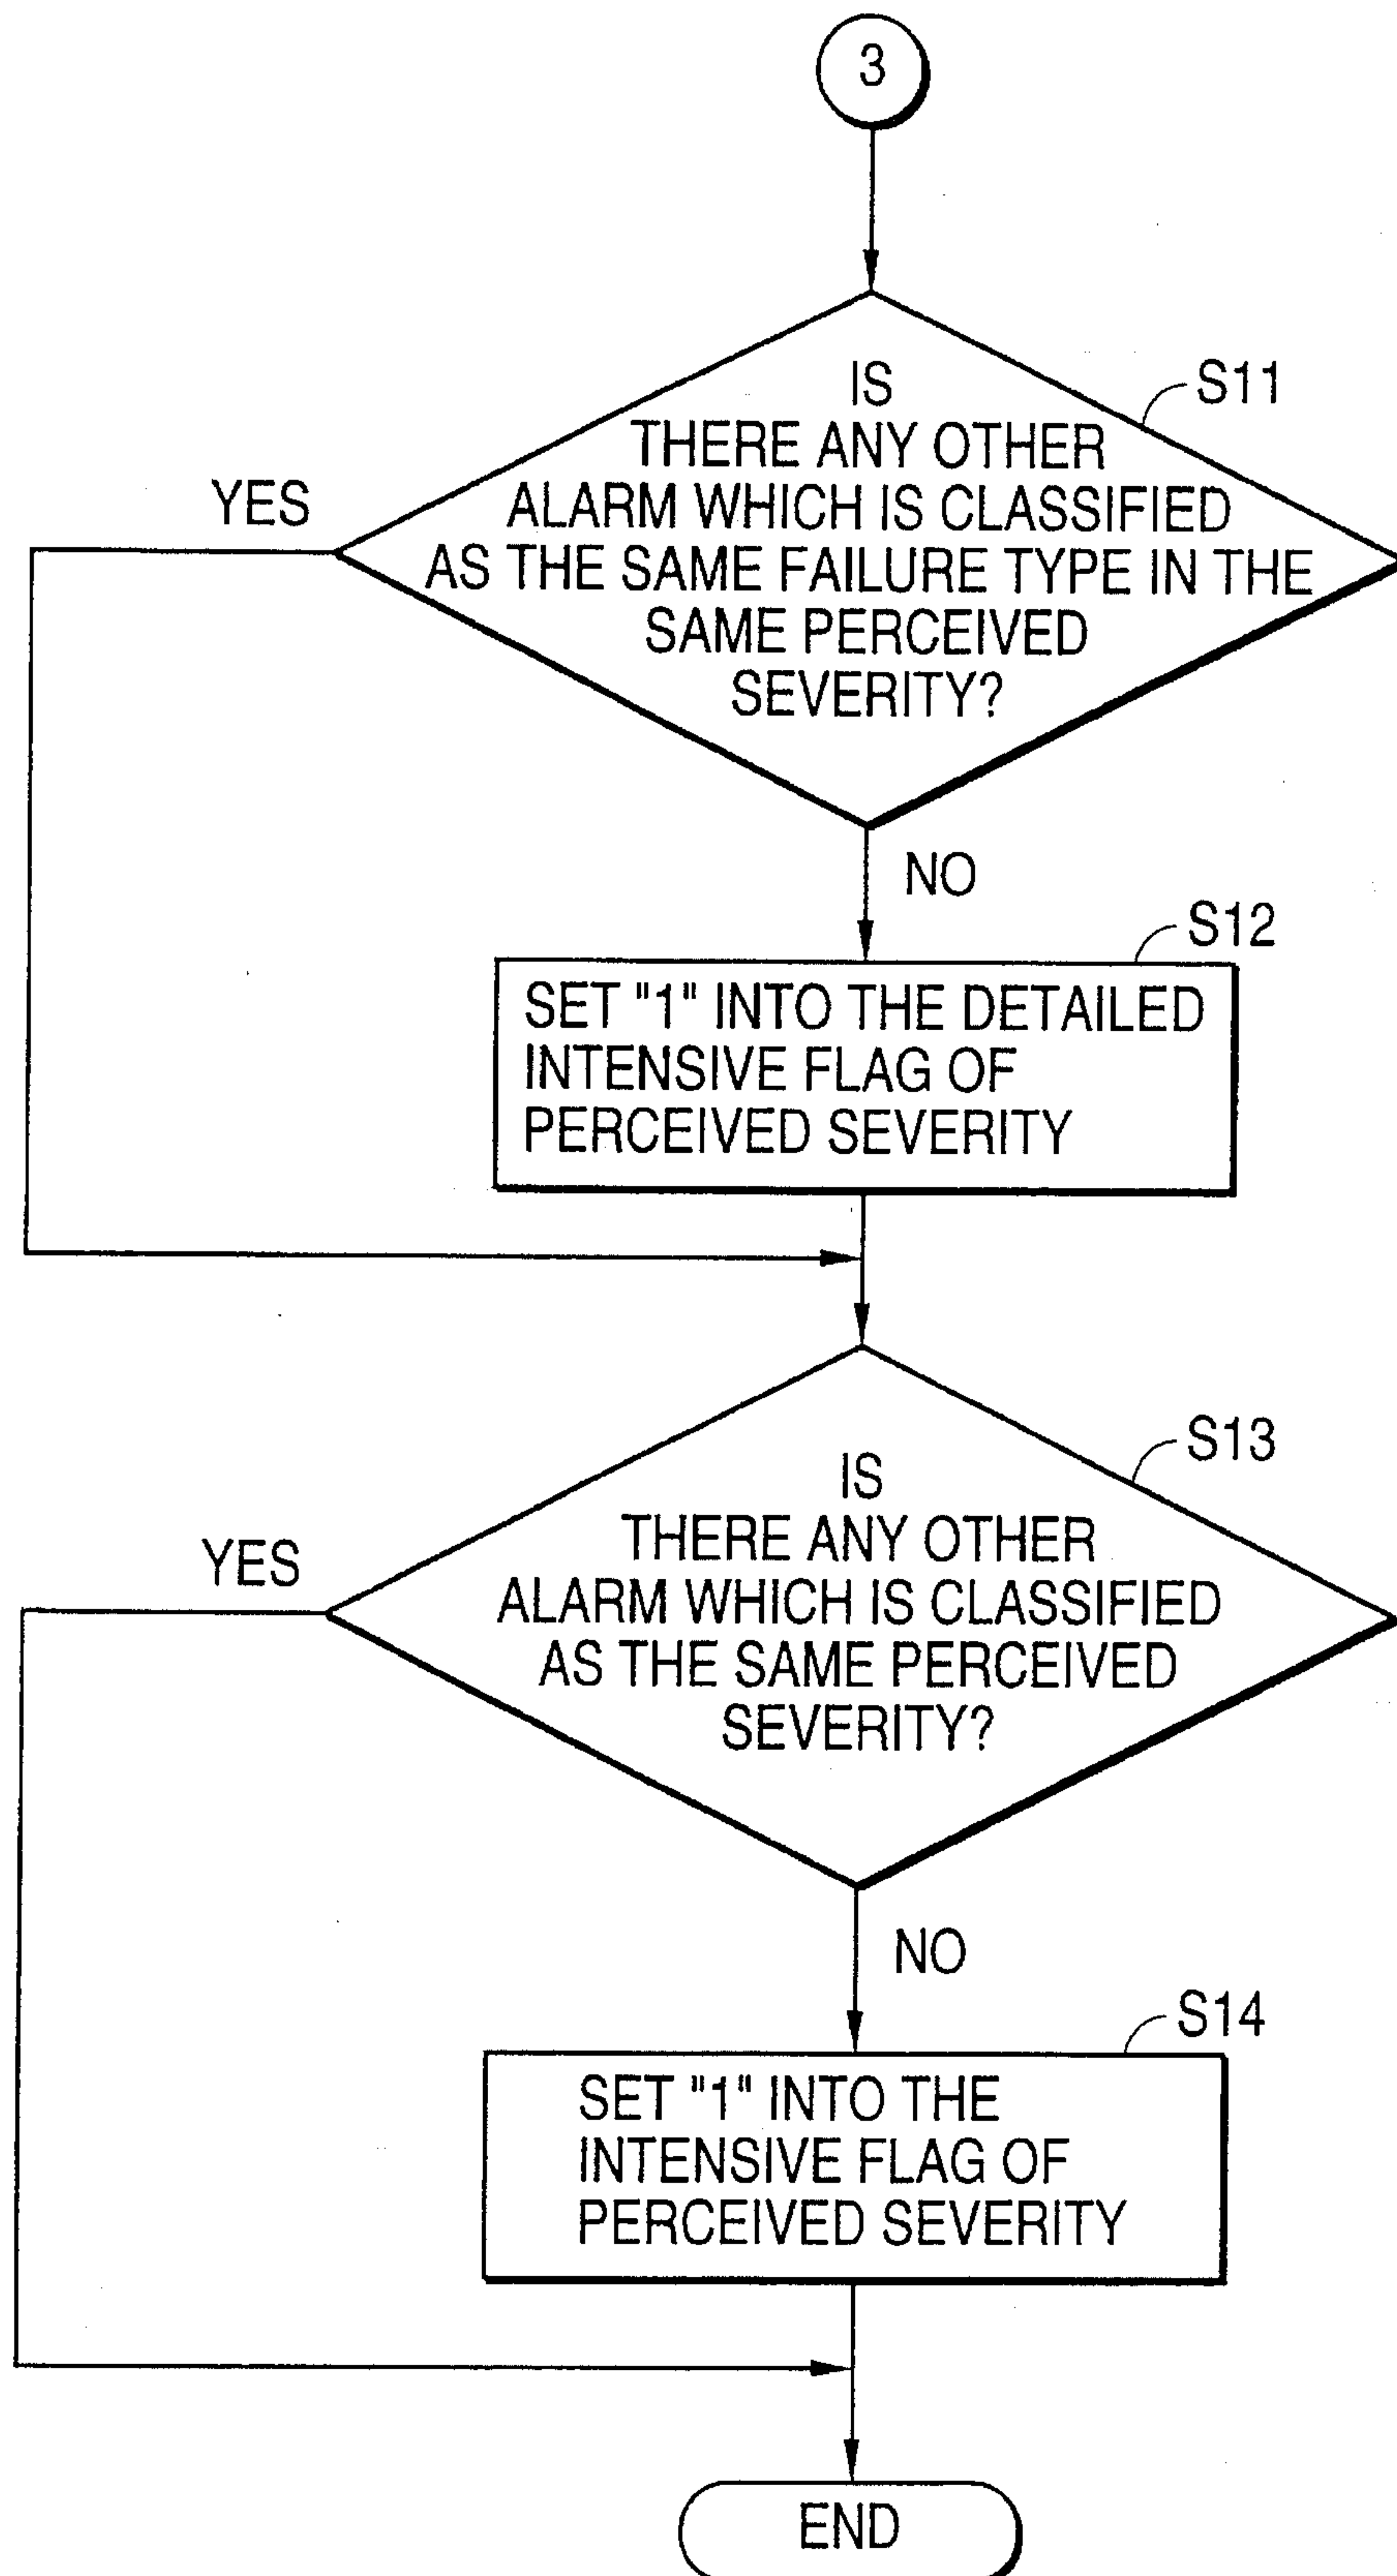 3
IS
THERE ANY OTHER
ALARM WHICH IS CLASSIFIED
AS THE SAME FAILURE TYPE IN THE
SAME PERCEIVED
SEVERITY?
S11
YES
NO
S12
SET "1" INTO THE DETAILED
INTENSIVE FLAG OF
PERCEIVED SEVERITY
IS
THERE ANY OTHER
ALARM WHICH IS CLASSIFIED
AS THE SAME PERCEIVED
SEVERITY?
S13
YES
NO
S14
SET "1" INTO THE
INTENSIVE FLAG OF
PERCEIVED SEVERITY
END